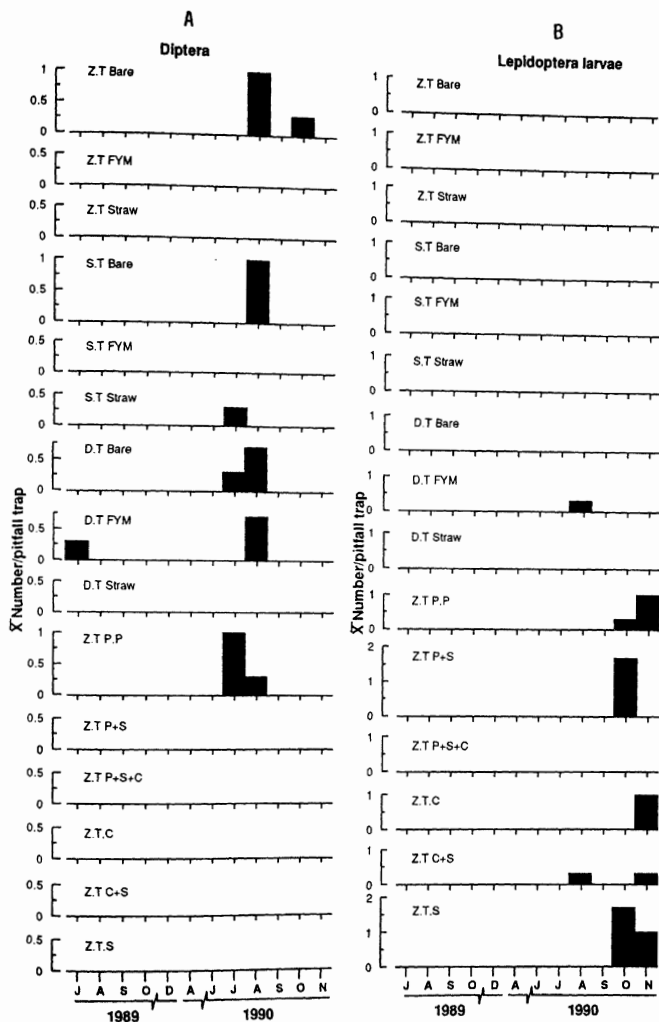 A
Diptera
1
0.5
0
Z.T Bare
0.5
0
Z.T FYM
0.5
0
Z.T Straw
1
0.5
0
S.T Bare
0.5
0
S.T FYM
0.5
0
S.T Straw
0.5
0
D.T Bare
0.5
0
D.T FYM
0.5
0
D.T Straw
1
0.5
0
Z.T P.P
0.5
0
Z.T P+S
0.5
0
Z.T P+S+C
0.5
0
Z.T.C
0.5
0
Z.T C+S
0.5
0
Z.T.S
X̄ Number/pitfall trap
J A S O N D A J J A O N
1989 1990
B
Lepidoptera larvae
1
0
Z.T Bare
1
0
Z.T FYM
1
0
Z.T Straw
1
0
S.T Bare
1
0
S.T FYM
1
0
S.T Straw
1
0
D.T Bare
1
0
D.T FYM
1
0
D.T Straw
1
0
Z.T P.P
2
1
0
Z.T P+S
1
0
Z.T P+S+C
1
0
Z.T.C
1
0
Z.T C+S
2
1
0
Z.T.S
X̄ Number/pitfall trap
J A S O N D A J J A O N
1989 1990